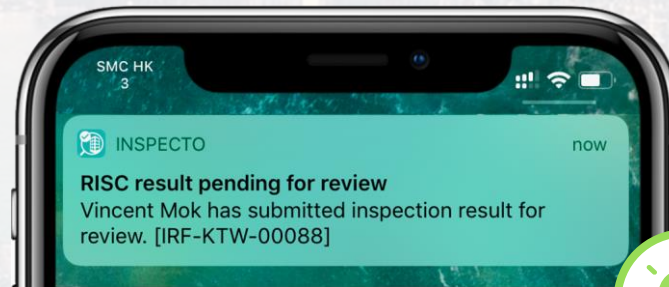 SMC HK
3
INSPECTO
now
RISC result pending for review
Vincent Mok has submitted inspection result for
review. [IRF-KTW-00088]